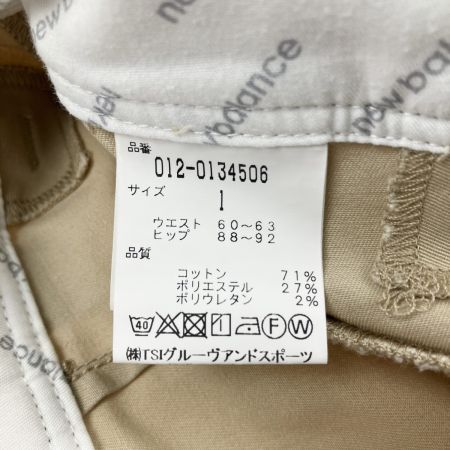 new balance
new balance
new balance
品番
012-0134506
サイズ
1
ウエスト 60～63
ヒップ 88～92
品質
コットン 71%
ポリエステル 27%
ポリウレタン 2%
40 F W
㈱TSIグルーヴアンドスポーツ